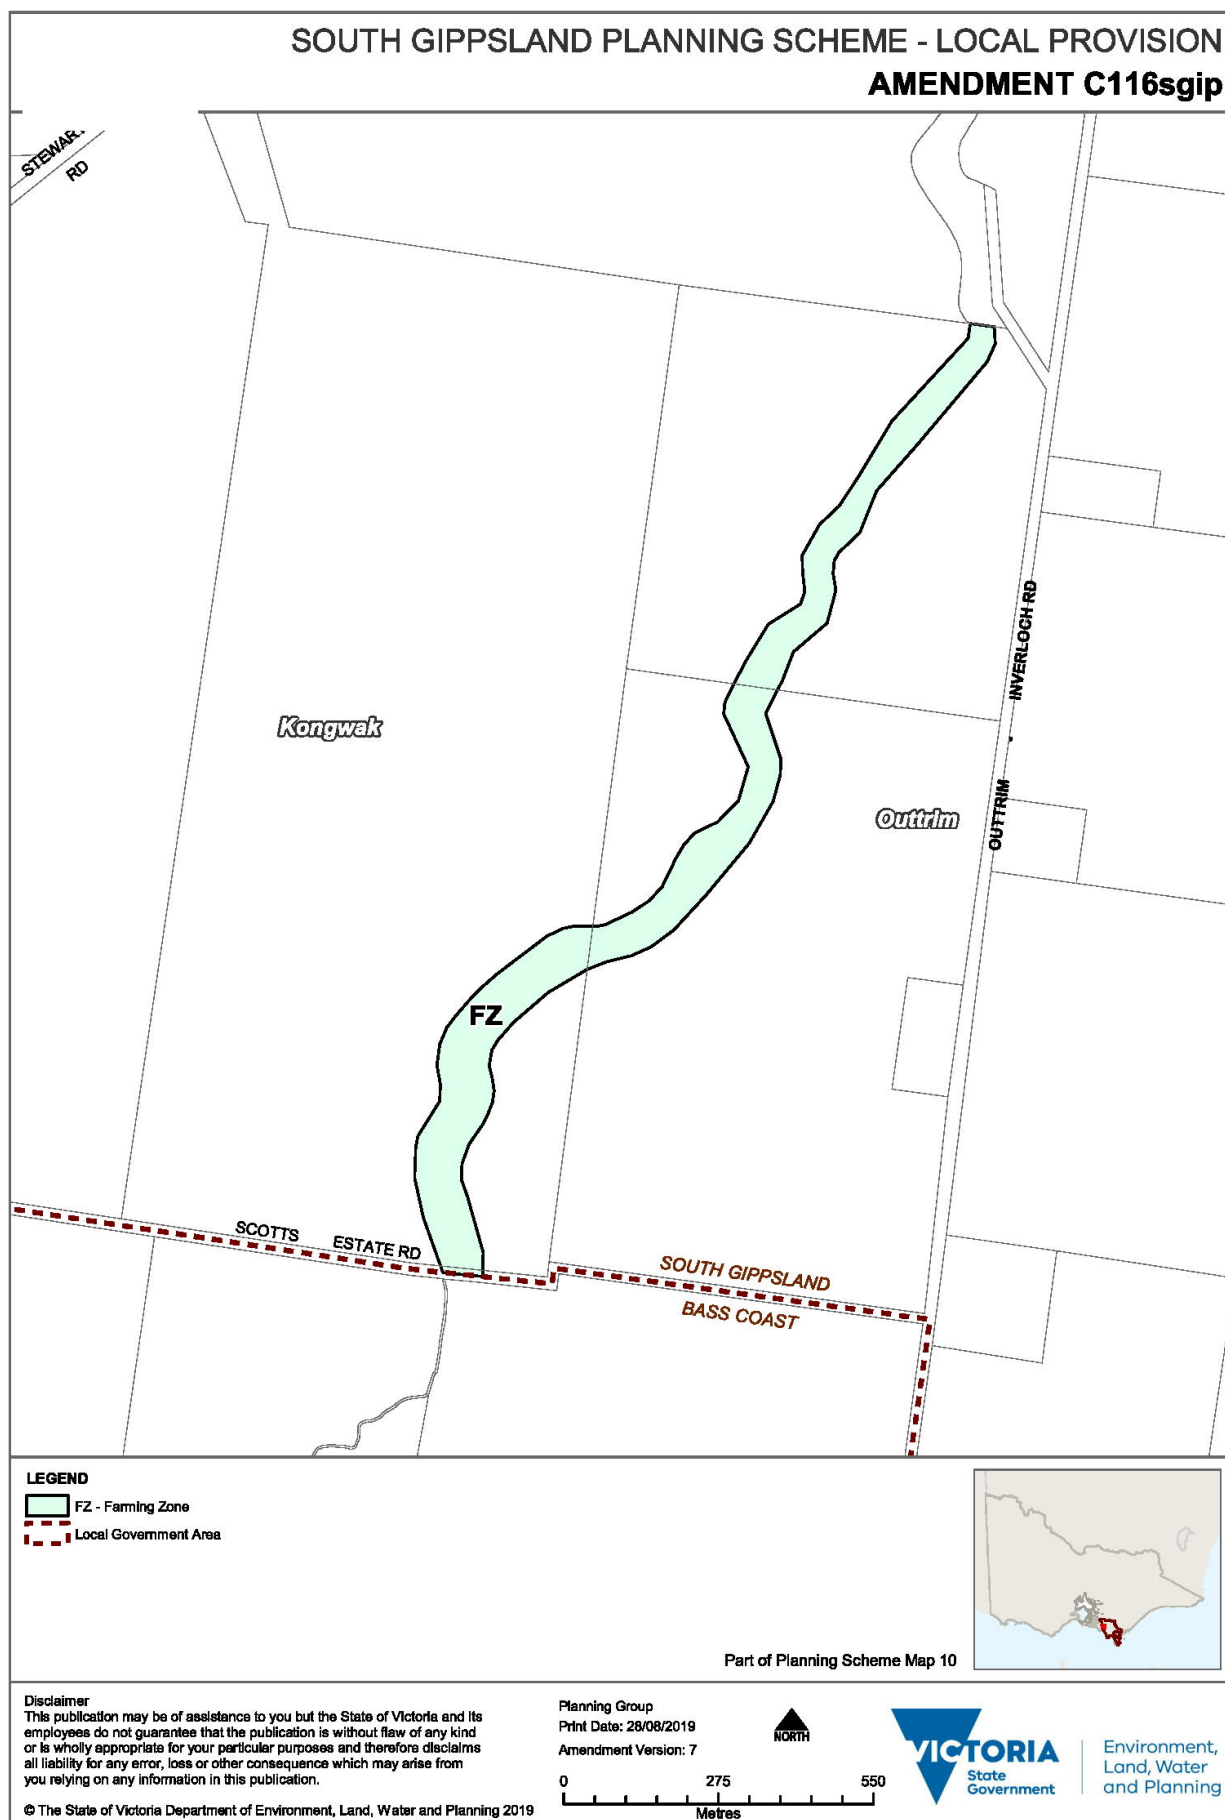 SOUTH GIPPSLAND PLANNING SCHEME - LOCAL PROVISION
AMENDMENT C116sgip
STEWAR
RD
INVERLOCH RD
-
OUTTRIM
Kongwak
Outtrim
FZ
SCOTTS ESTATE RD
SOUTH GIPPSLAND
BASS COAST
LEGEND
FZ - Farming Zone
Local Government Area
Part of Planning Scheme Map 10
Disclaimer
This publication may be of assistance to you but the State of Victoria and its
employees do not guarantee that the publication is without flaw of any kind
or is wholly appropriate for your particular purposes and therefore disclaims
all liability for any error, loss or other consequence which may arise from
you relying on any information in this publication.
© The State of Victoria Department of Environment, Land, Water and Planning 2019
Planning Group
Print Date: 28/08/2019
Amendment Version: 7
NORTH
0 275 550
Metres
VICTORIA
State
Government
Environment,
Land, Water
and Planning